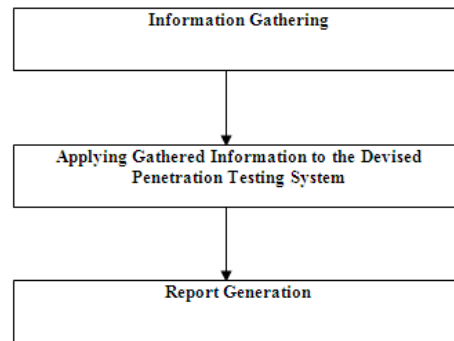 Information Gathering
Applying Gathered Information to the Devised
Penetration Testing System
Report Generation